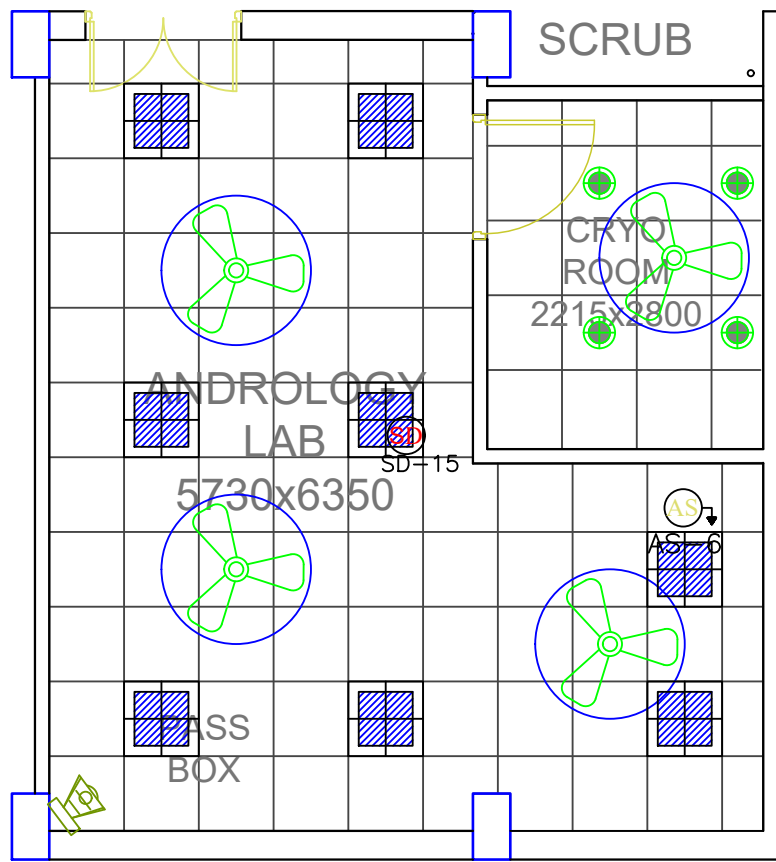 SCRUB
CRYO
ROOM
2215x2800
ANDROLOGY
LAB
5730x6350
SD
SD-15
AS
AS-6
PASS
BOX